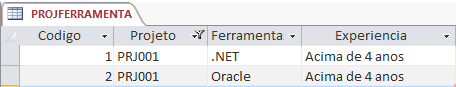 PROJFERRAMENTA
Codigo Projeto Ferramenta Experiencia
1 PRJ001 .NET Acima de 4 anos
2 PRJ001 Oracle Acima de 4 anos